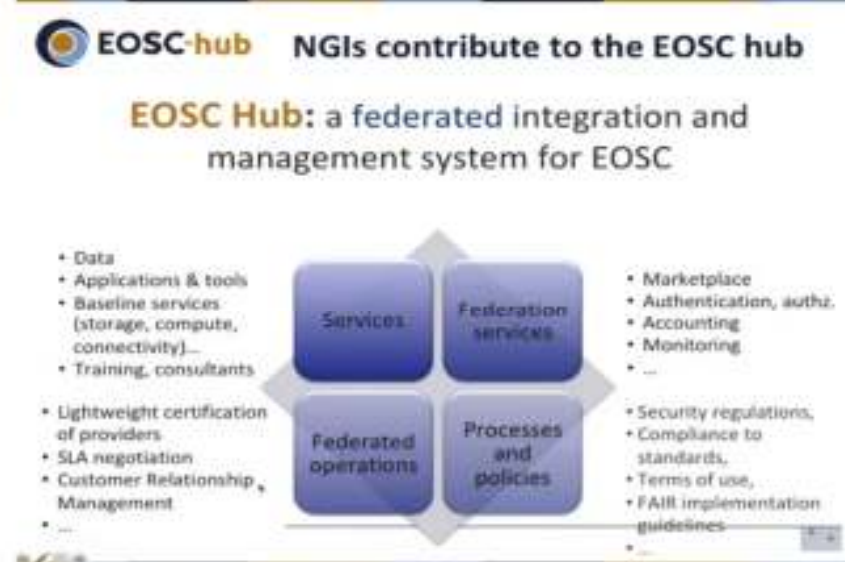 EOSC-hub NGIs contribute to the EOSC hub
EOSC Hub: a federated integration and
management system for EOSC
• Data
• Applications & tools
• Baseline services
(storage, compute,
connectivity)...
• Training, consultants
Services
Federation
services
• Marketplace
• Authentication, authz.
• Accounting
• Monitoring
• ...
• Lightweight certification
of providers
• SLA negotiation
• Customer Relationship
Management
• ...
Federated
operations
Processes
and
policies
• Security regulations,
• Compliance to
standards,
• Terms of use,
• FAIR implementation
guidelines
• ...